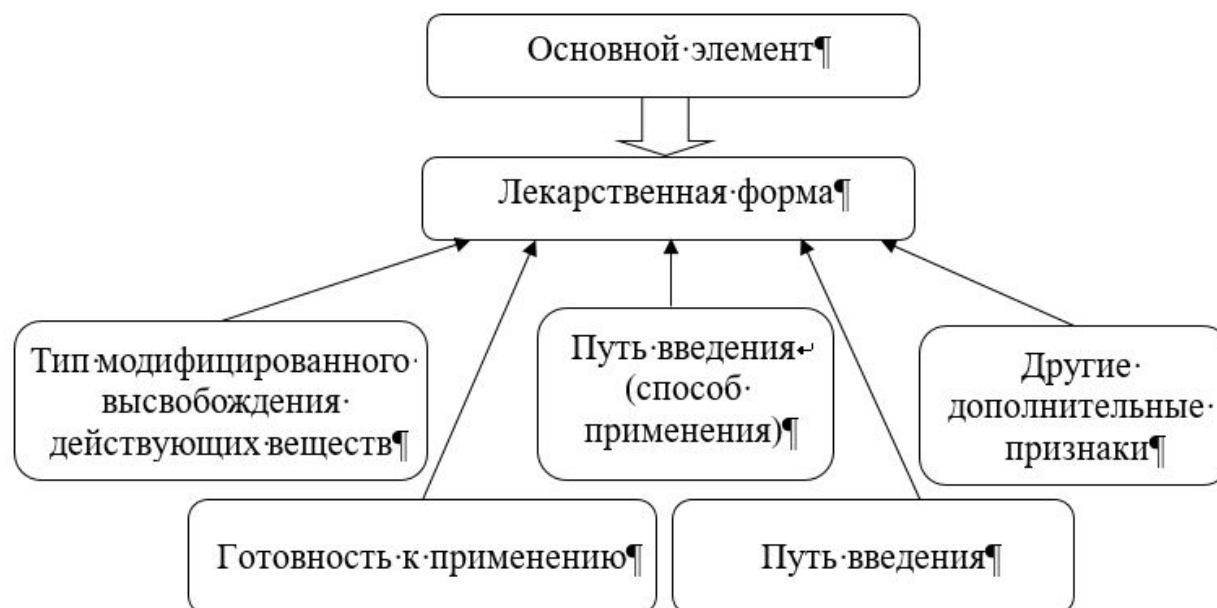 Основной·элемент¶
Лекарственная·форма¶
Тип·модифицированного·
высвобождения·
действующих·веществ¶
Путь·введения↵
(способ·
применения)¶
Другие·
дополнительные·
признаки¶
Готовность·к·применению¶
Путь·введения¶